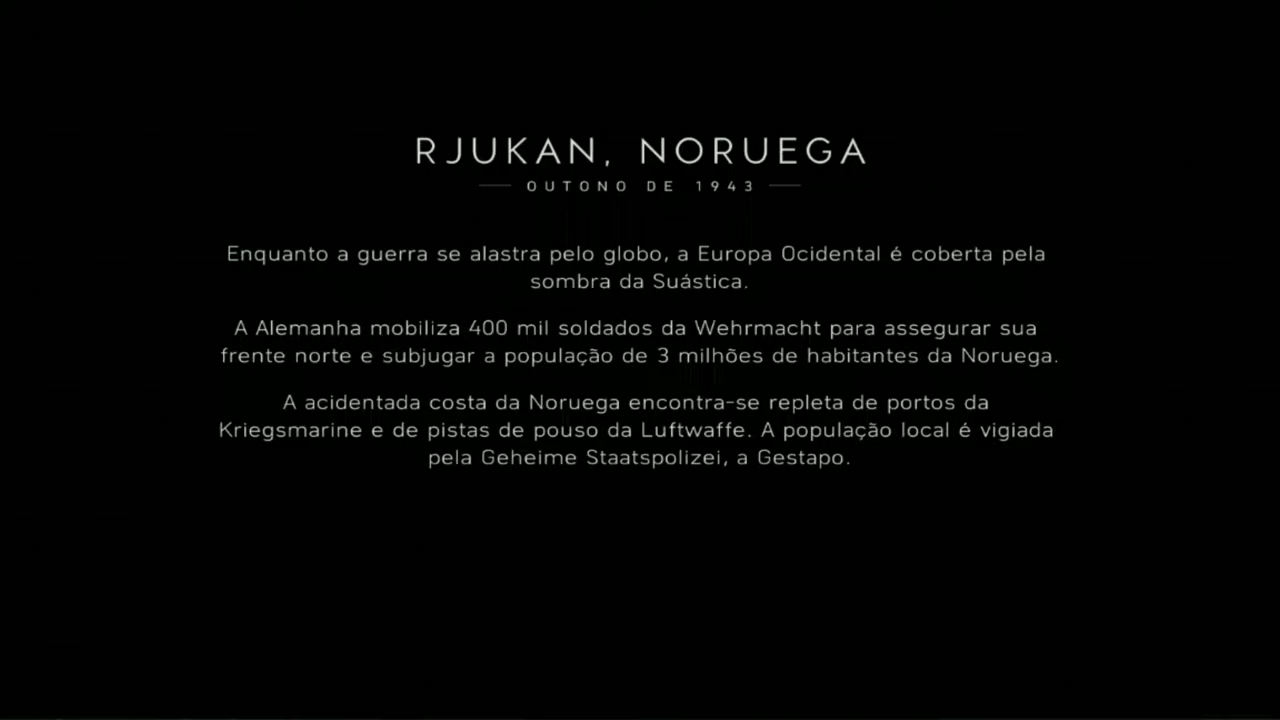 RJUKAN, NORUEGA
OUTONO DE 1943
Enquanto a guerra se alastra pelo globo, a Europa Ocidental é coberta pela
sombra da Suástica.
A Alemanha mobiliza 400 mil soldados da Wehrmacht para assegurar sua
frente norte e subjugar a população de 3 milhões de habitantes da Noruega.
A acidentada costa da Noruega encontra-se repleta de portos da
Kriegsmarine e de pistas de pouso da Luftwaffe. A população local é vigiada
pela Geheime Staatspolizei, a Gestapo.